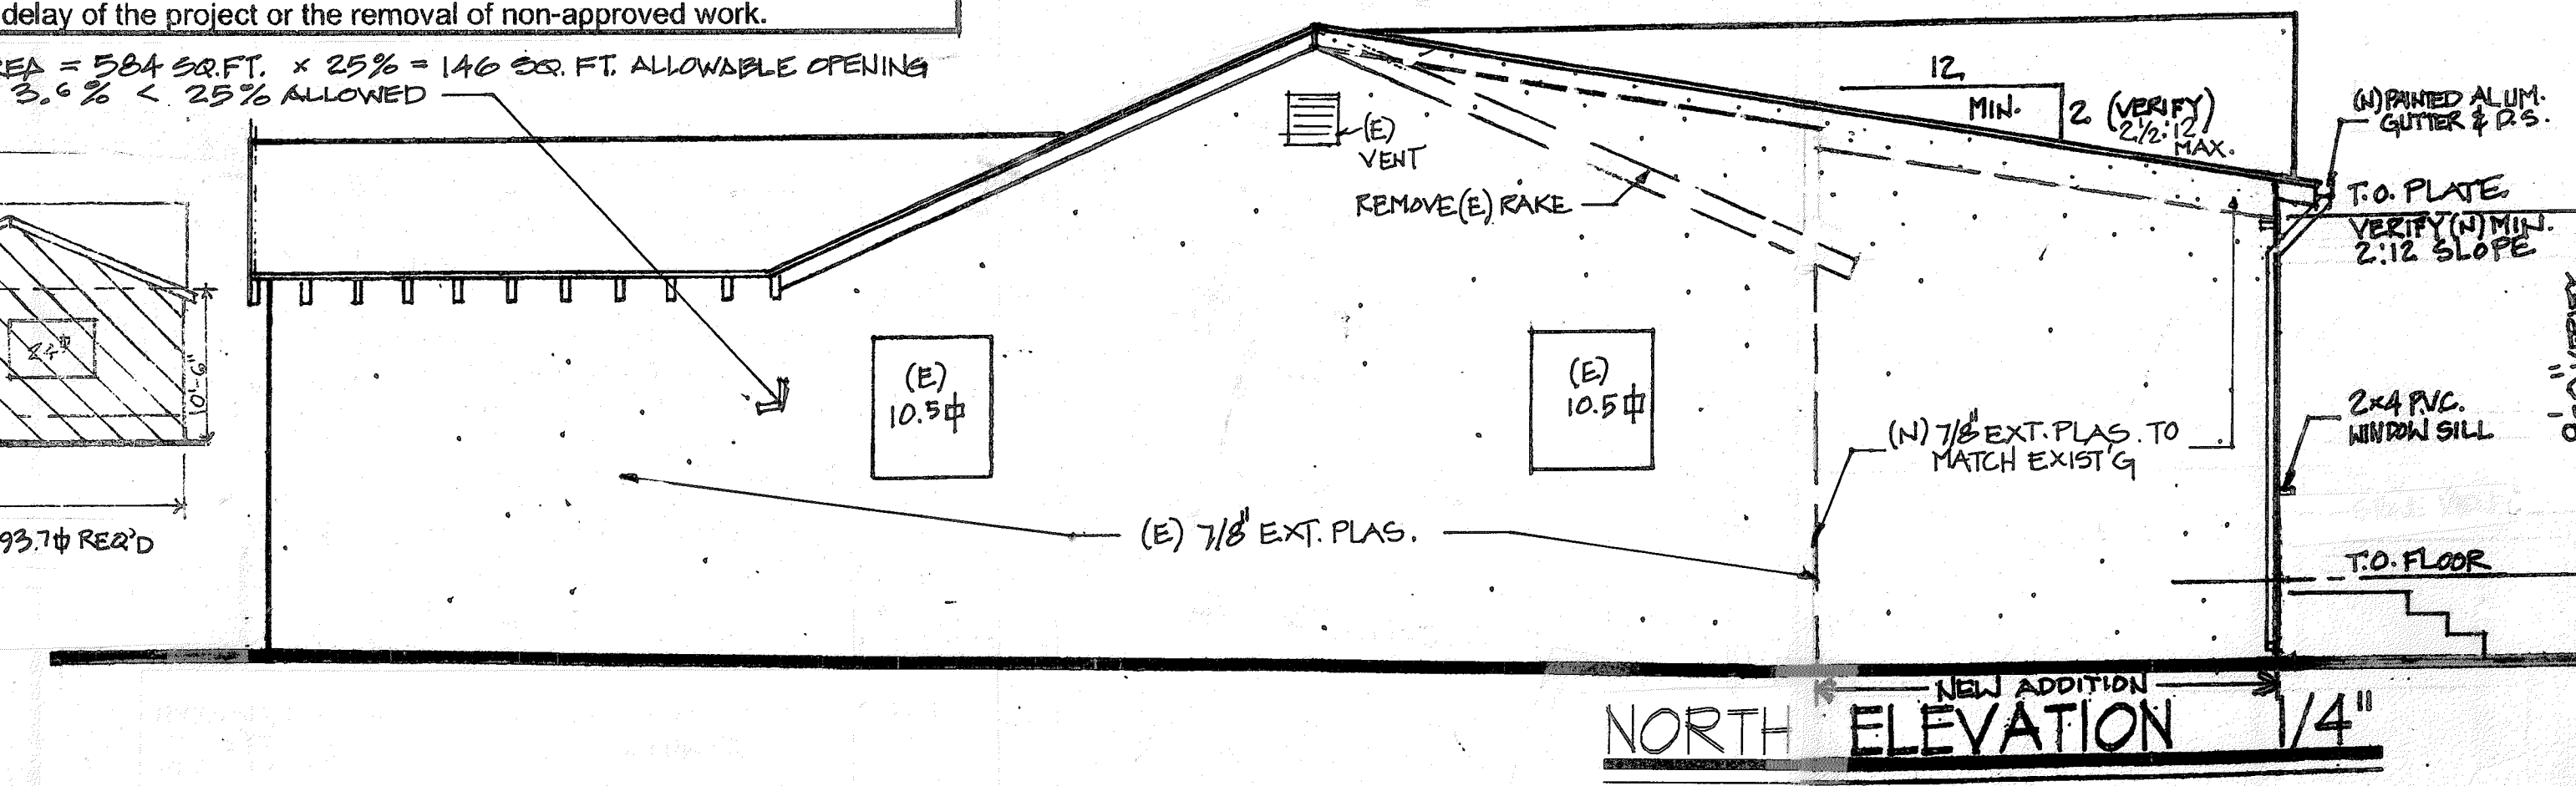 delay of the project or the removal of non-approved work.
= 584 SQ.FT. x 25% = 146 SQ. FT. ALLOWABLE OPENING
3.6% < 25% ALLOWED
12
MIN.
2 (VERIFY)
2½:12
MAX.
(N) PAINTED ALUM.
GUTTER & D.S.
(E)
VENT
REMOVE (E) RAKE
T.O. PLATE
VERIFY (N) MIN.
2:12 SLOPE
10'-6"
(E)
10.5 ⏍
(E)
10.5 ⏍
(N) 7/8" EXT. PLAS. TO
MATCH EXIST'G
2x4 P.V.C.
WINDOW SILL
(E) 7/8" EXT. PLAS.
93.7 ⏍ REQ'D
T.O. FLOOR
NEW ADDITION
NORTH ELEVATION 1/4"